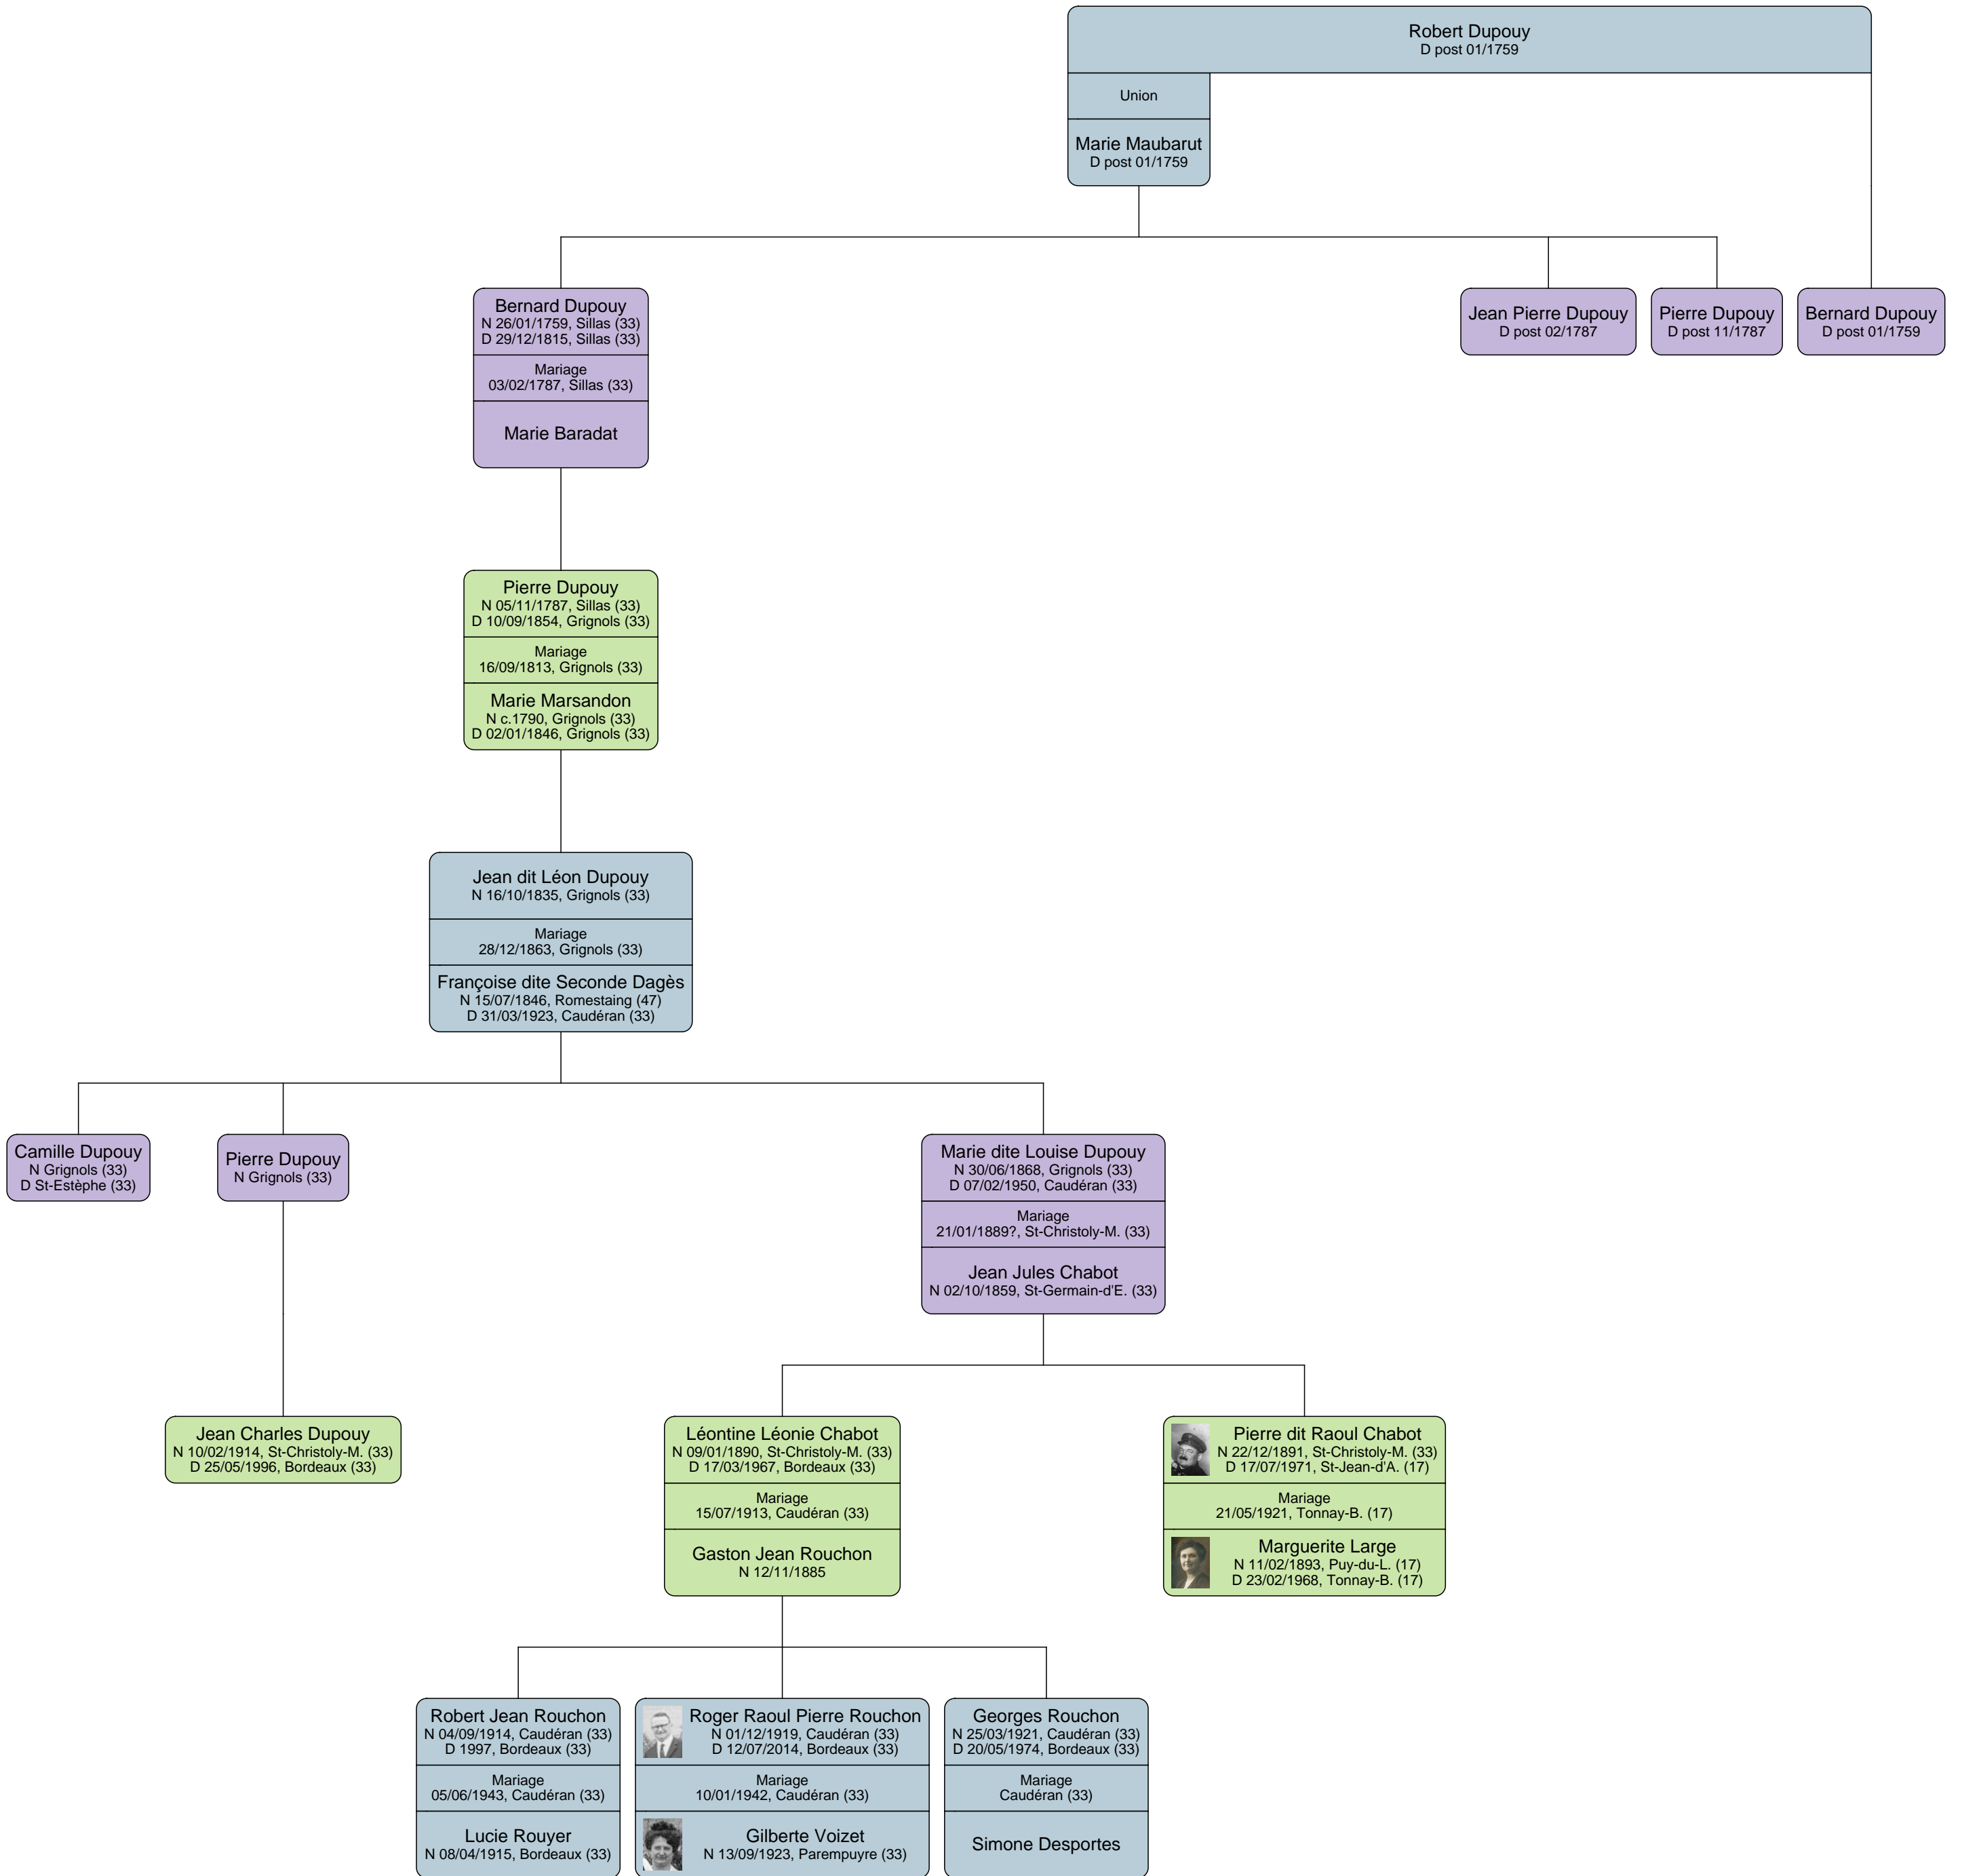 Robert Dupouy
D post 01/1759
Union
Marie Maubarut
D post 01/1759
Bernard Dupouy
N 26/01/1759, Sillas (33)
D 29/12/1815, Sillas (33)
Mariage
03/02/1787, Sillas (33)
Marie Baradat
Jean Pierre Dupouy
D post 02/1787
Pierre Dupouy
D post 11/1787
Bernard Dupouy
D post 01/1759
Pierre Dupouy
N 05/11/1787, Sillas (33)
D 10/09/1854, Grignols (33)
Mariage
16/09/1813, Grignols (33)
Marie Marsandon
N c.1790, Grignols (33)
D 02/01/1846, Grignols (33)
Jean dit Léon Dupouy
N 16/10/1835, Grignols (33)
Mariage
28/12/1863, Grignols (33)
Françoise dite Seconde Dagès
N 15/07/1846, Romestaing (47)
D 31/03/1923, Caudéran (33)
Camille Dupouy
N Grignols (33)
D St-Estèphe (33)
Pierre Dupouy
N Grignols (33)
Marie dite Louise Dupouy
N 30/06/1868, Grignols (33)
D 07/02/1950, Caudéran (33)
Mariage
21/01/1889?, St-Christoly-M. (33)
Jean Jules Chabot
N 02/10/1859, St-Germain-d'E. (33)
Jean Charles Dupouy
N 10/02/1914, St-Christoly-M. (33)
D 25/05/1996, Bordeaux (33)
Léontine Léonie Chabot
N 09/01/1890, St-Christoly-M. (33)
D 17/03/1967, Bordeaux (33)
Mariage
15/07/1913, Caudéran (33)
Gaston Jean Rouchon
N 12/11/1885
Pierre dit Raoul Chabot
N 22/12/1891, St-Christoly-M. (33)
D 17/07/1971, St-Jean-d'A. (17)
Mariage
21/05/1921, Tonnay-B. (17)
Marguerite Large
N 11/02/1893, Puy-du-L. (17)
D 23/02/1968, Tonnay-B. (17)
Robert Jean Rouchon
N 04/09/1914, Caudéran (33)
D 1997, Bordeaux (33)
Mariage
05/06/1943, Caudéran (33)
Lucie Rouyer
N 08/04/1915, Bordeaux (33)
Roger Raoul Pierre Rouchon
N 01/12/1919, Caudéran (33)
D 12/07/2014, Bordeaux (33)
Mariage
10/01/1942, Caudéran (33)
Gilberte Voizet
N 13/09/1923, Parempuyre (33)
Georges Rouchon
N 25/03/1921, Caudéran (33)
D 20/05/1974, Bordeaux (33)
Mariage
Caudéran (33)
Simone Desportes